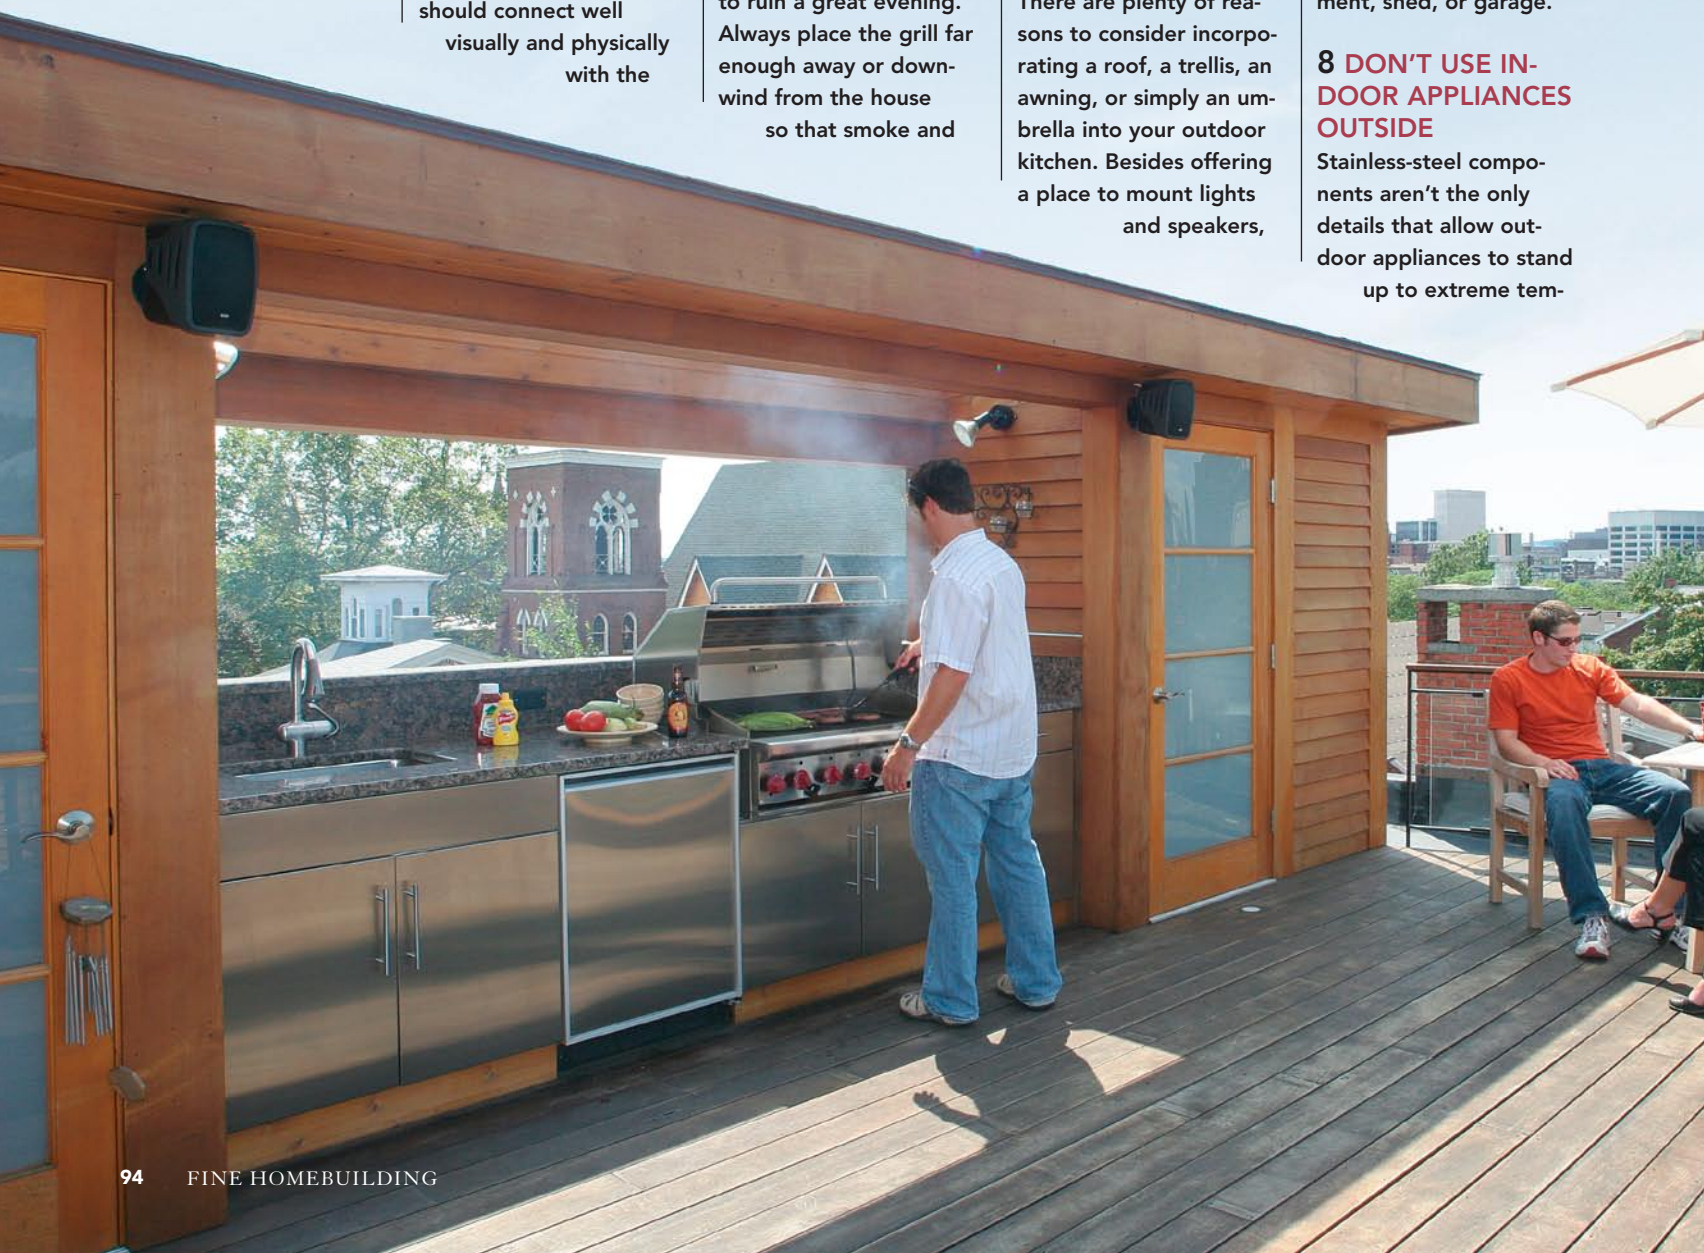 should connect well
visually and physically
with the
to ruin a great evening.
Always place the grill far
enough away or down-
wind from the house
so that smoke and
There are plenty of rea-
sons to consider incorpo-
rating a roof, a trellis, an
awning, or simply an um-
brella into your outdoor
kitchen. Besides offering
a place to mount lights
and speakers,
ment, shed, or garage.
8 DON'T USE IN-
DOOR APPLIANCES
OUTSIDE
Stainless-steel compo-
nents aren't the only
details that allow out-
door appliances to stand
up to extreme tem-
94 FINE HOMEBUILDING